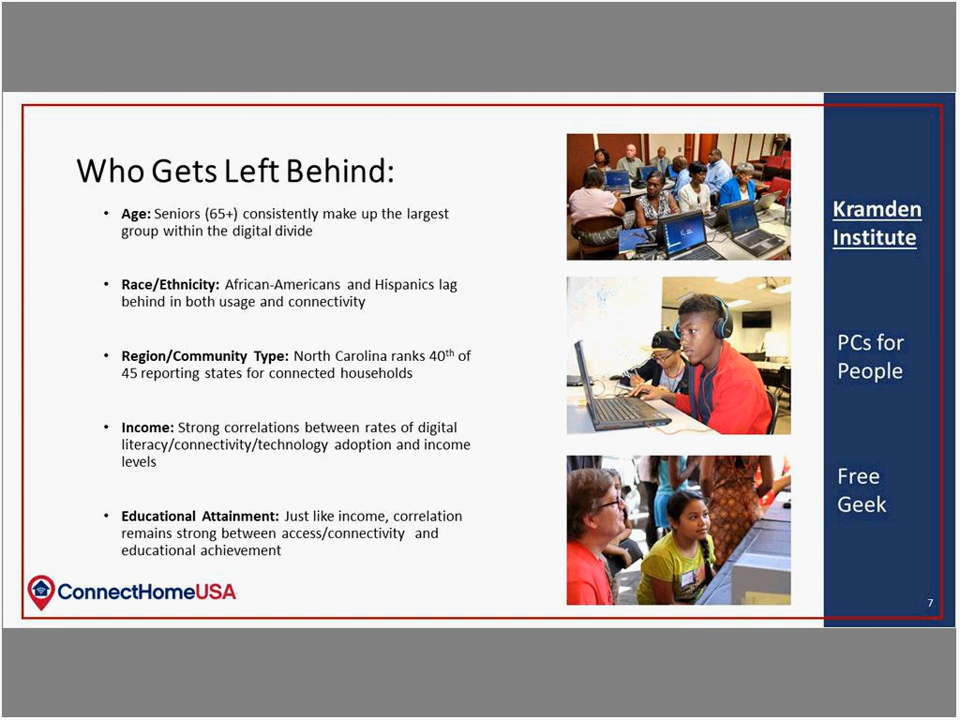 Who Gets Left Behind:
• Age: Seniors (65+) consistently make up the largest
group within the digital divide
• Race/Ethnicity: African-Americans and Hispanics lag
behind in both usage and connectivity
• Region/Community Type: North Carolina ranks 40th of
45 reporting states for connected households
• Income: Strong correlations between rates of digital
literacy/connectivity/technology adoption and income
levels
• Educational Attainment: Just like income, correlation
remains strong between access/connectivity and
educational achievement
ConnectHomeUSA
Kramden
Institute
PCs for
People
Free
Geek
7